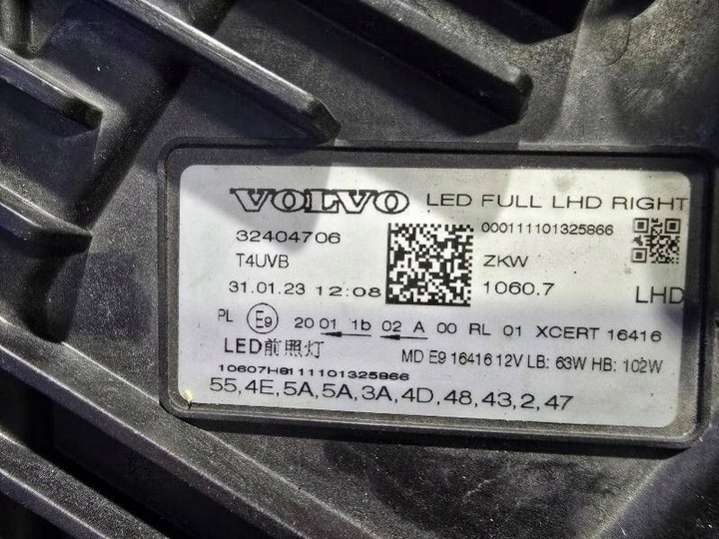 VOLVO LED FULL LHD RIGHT
32404706 000111101325866
T4UVB ZKW
31.01.23 12:08 1060.7 LHD
PL E9 20 01 1b 02 A 00 RL 01 XCERT 16416
LED前照灯 MD E9 16416 12V LB: 63W HB: 102W
10607H8111101325866
55,4E,5A,5A,3A,4D,48,43,2,47